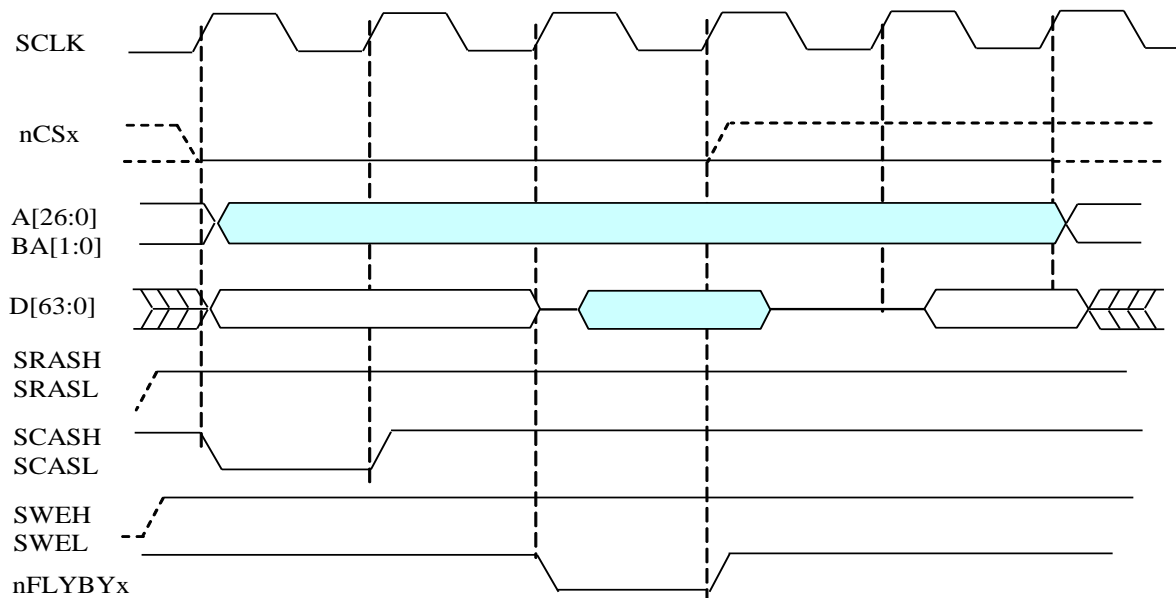 SCLK
nCSx
A[26:0]
BA[1:0]
D[63:0]
SRASH
SRASL
SCASH
SCASL
SWEH
SWEL
nFLYBYx